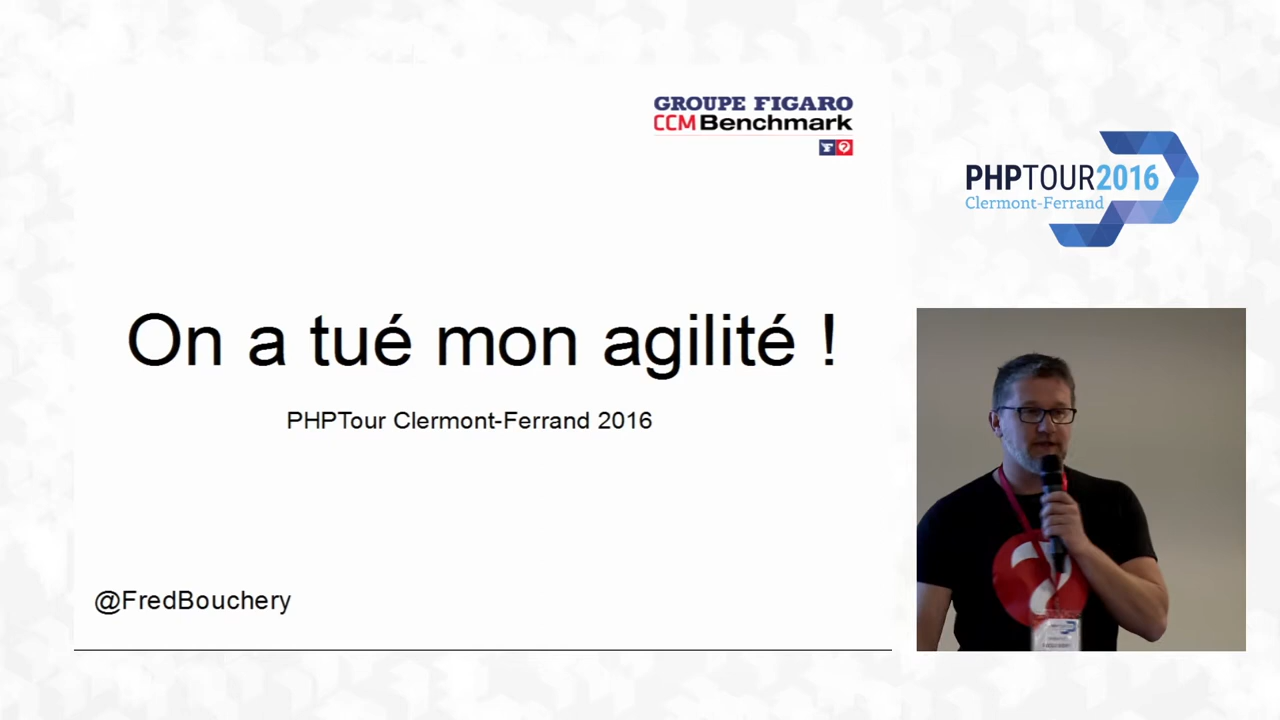 GROUPE FIGARO
CCM Benchmark
On a tué mon agilité !
PHPTour Clermont-Ferrand 2016
@FredBouchery
PHPTOUR2016
Clermont-Ferrand